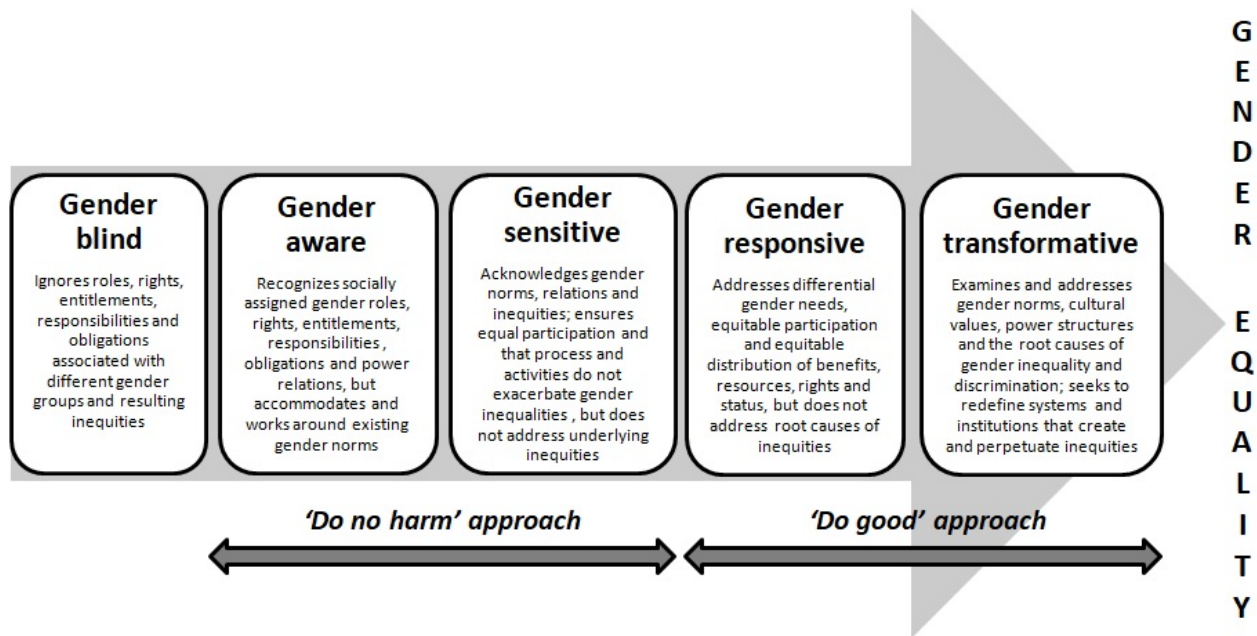 Gender
blind
Ignores roles, rights,
entitlements,
responsibilities and
obligations
associated with
different gender
groups and resulting
inequities
Gender
aware
Recognizes socially
assigned gender roles,
rights, entitlements,
responsibilities ,
obligations and power
relations, but
accommodates and
works around existing
gender norms
Gender
sensitive
Acknowledges gender
norms, relations and
inequities; ensures
equal participation and
that process and
activities do not
exacerbate gender
inequalities , but does
not address underlying
inequities
Gender
responsive
Addresses differential
gender needs,
equitable participation
and equitable
distribution of benefits,
resources, rights and
status, but does not
address root causes of
inequities
Gender
transformative
Examines and addresses
gender norms, cultural
values, power structures
and the root causes of
gender inequality and
discrimination; seeks to
redefine systems and
institutions that create
and perpetuate inequities
‘Do no harm’ approach
‘Do good’ approach
GENDER EQUALITY